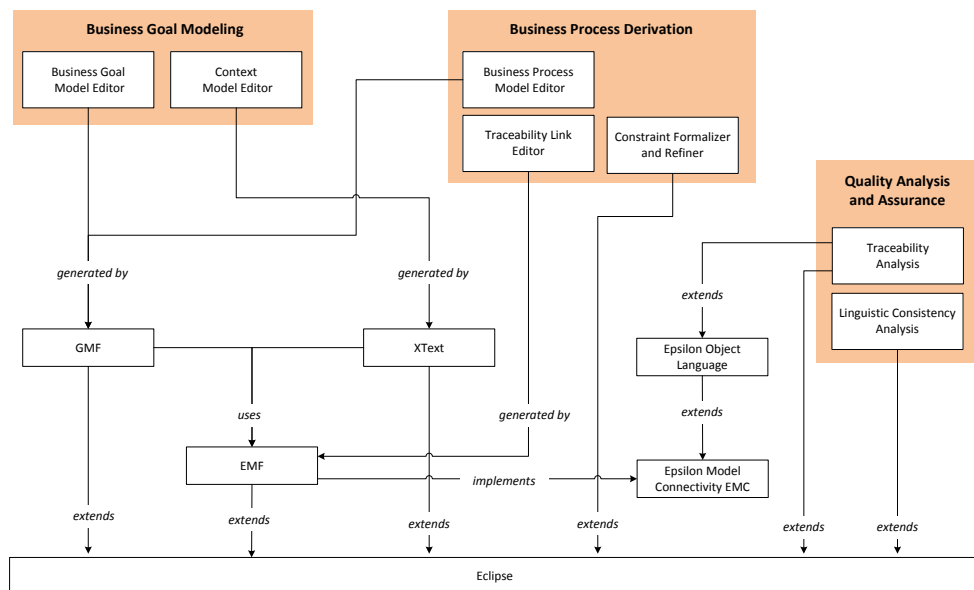 Business Goal Modeling
Business Process Derivation
Business Goal
Model Editor
Context
Model Editor
Business Process
Model Editor
Traceability Link
Editor
Constraint Formalizer
and Refiner
Quality Analysis
and Assurance
Traceability
Analysis
Linguistic Consistency
Analysis
generated by
generated by
extends
GMF
XText
Epsilon Object
Language
uses
generated by
extends
EMF
implements
Epsilon Model
Connectivity EMC
extends
extends
extends
extends
extends
extends
Eclipse